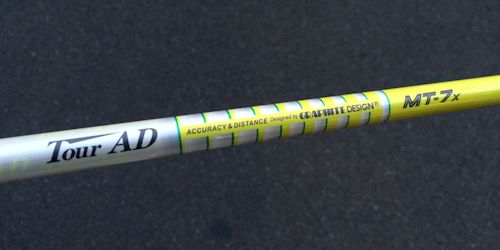 Tour AD
ACCURACY & DISTANCE Designed by GRAPHITE DESIGN®
MT-7x